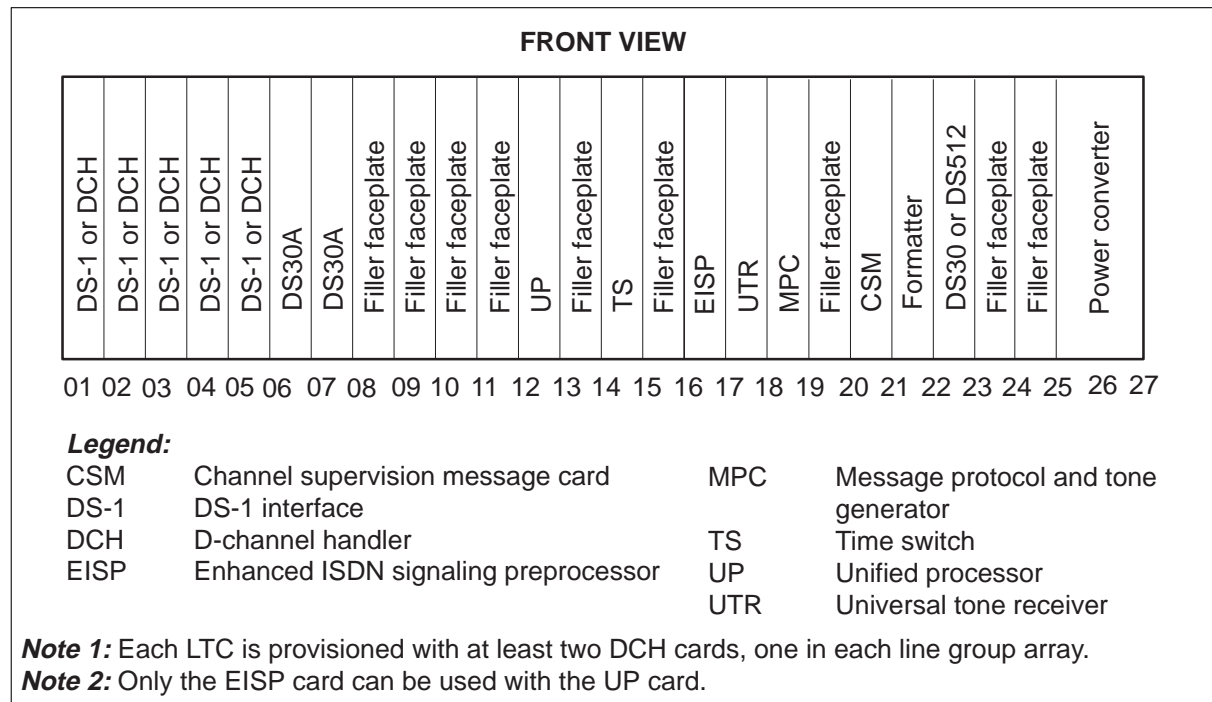 FRONT VIEW
DS-1 or DCH
DS-1 or DCH
DS-1 or DCH
DS-1 or DCH
DS-1 or DCH
DS30A
DS30A
Filler faceplate
Filler faceplate
Filler faceplate
Filler faceplate
UP
Filler faceplate
TS
Filler faceplate
EISP
UTR
MPC
Filler faceplate
CSM
Formatter
DS30 or DS512
Filler faceplate
Filler faceplate
Power converter
01 02 03 04 05 06 07 08 09 10 11 12 13 14 15 16 17 18 19 20 21 22 23 24 25 26 27
Legend:
CSM Channel supervision message card
DS-1 DS-1 interface
DCH D-channel handler
EISP Enhanced ISDN signaling preprocessor
MPC Message protocol and tone
generator
TS Time switch
UP Unified processor
UTR Universal tone receiver
Note 1: Each LTC is provisioned with at least two DCH cards, one in each line group array.
Note 2: Only the EISP card can be used with the UP card.